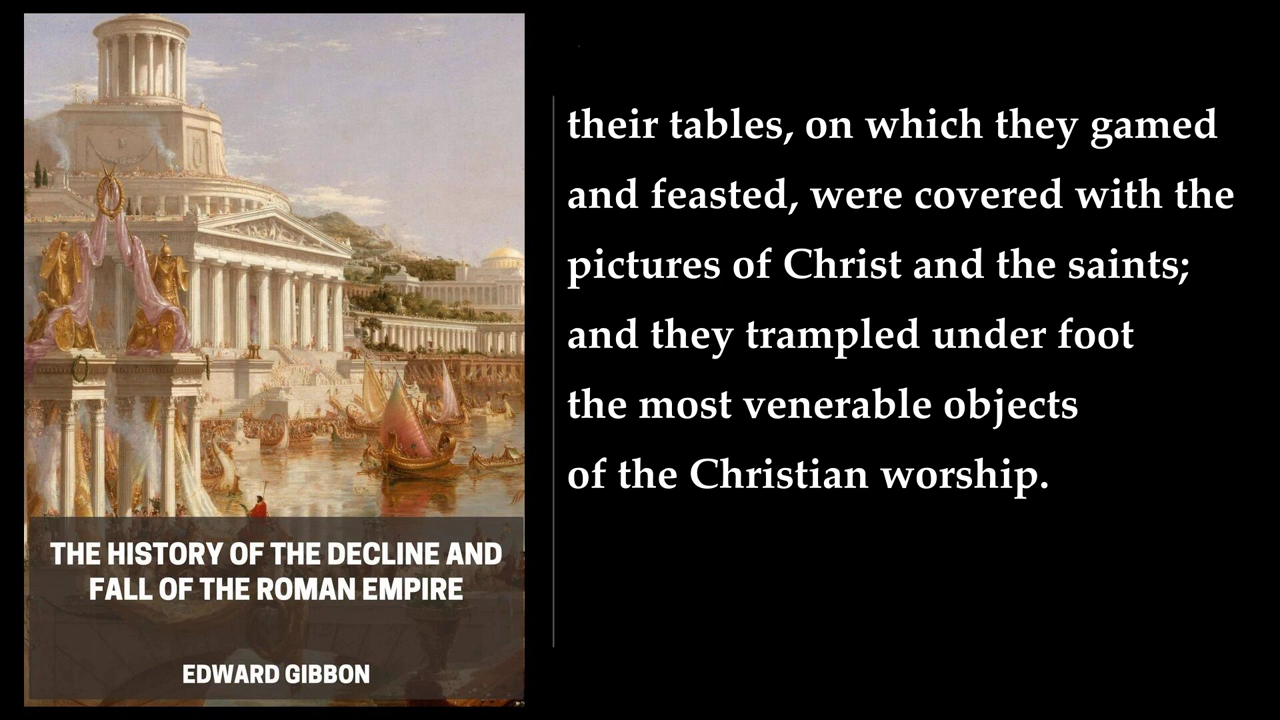 their tables, on which they gamed
and feasted, were covered with the
pictures of Christ and the saints;
and they trampled under foot
the most venerable objects
of the Christian worship.
THE HISTORY OF THE DECLINE AND
FALL OF THE ROMAN EMPIRE
EDWARD GIBBON